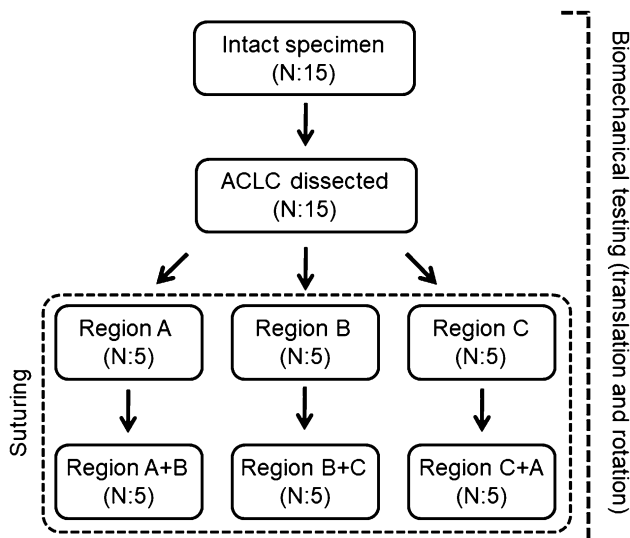 Intact specimen
(N:15)
ACLC dissected
(N:15)
Region A
(N:5)
Region B
(N:5)
Region C
(N:5)
Region A+B
(N:5)
Region B+C
(N:5)
Region C+A
(N:5)
Suturing
Biomechanical testing (translation and rotation)